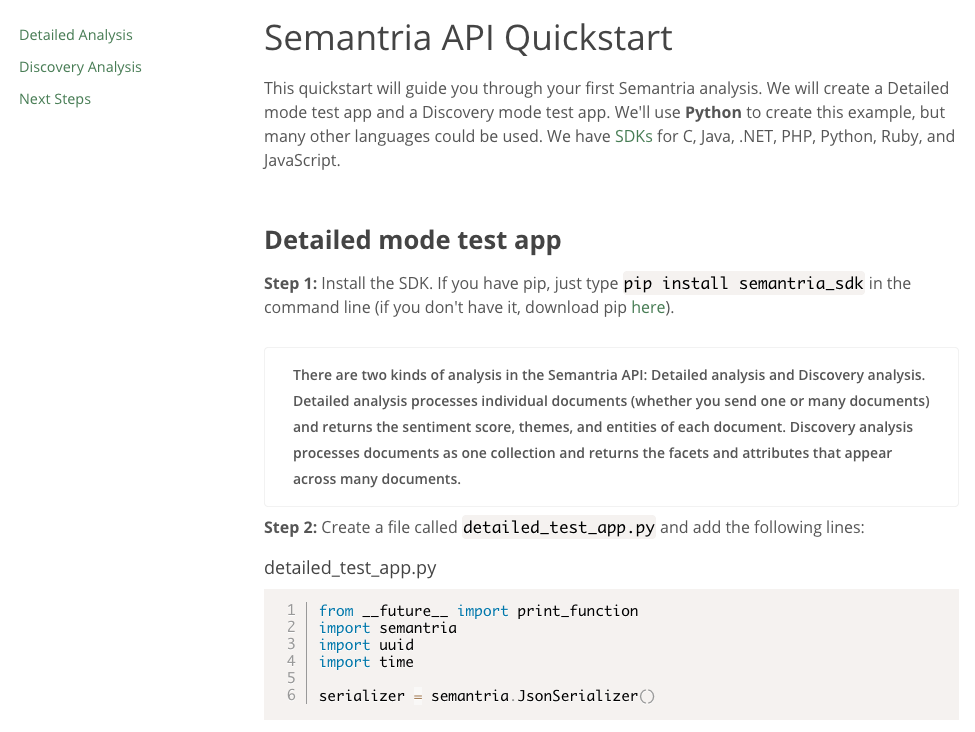 Detailed Analysis
Discovery Analysis
Next Steps
Semantria API Quickstart
This quickstart will guide you through your first Semantria analysis. We will create a Detailed
mode test app and a Discovery mode test app. We'll use Python to create this example, but
many other languages could be used. We have SDKs for C, Java, .NET, PHP, Python, Ruby, and
JavaScript.
Detailed mode test app
Step 1: Install the SDK. If you have pip, just type pip install semantria_sdk in the
command line (if you don't have it, download pip here).
There are two kinds of analysis in the Semantria API: Detailed analysis and Discovery analysis.
Detailed analysis processes individual documents (whether you send one or many documents)
and returns the sentiment score, themes, and entities of each document. Discovery analysis
processes documents as one collection and returns the facets and attributes that appear
across many documents.
Step 2: Create a file called detailed_test_app.py and add the following lines:
detailed_test_app.py
1 from __future__ import print_function
2 import semantria
3 import uuid
4 import time
5
6 serializer = semantria.JsonSerializer()